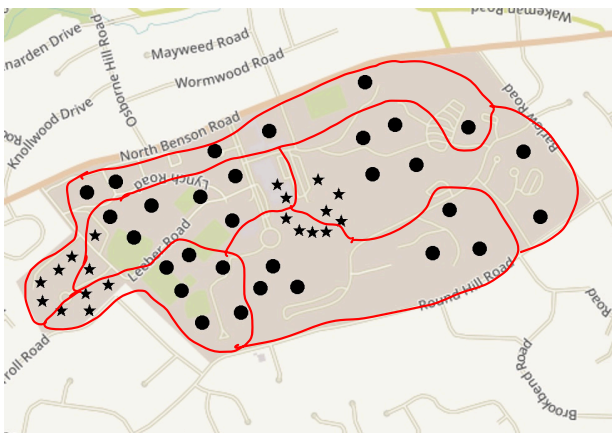 Wakeman Road
narden Drive
Osborne Hill Road
Mayweed Road
Wormwood Road
Knollwood Drive
Barlow Road
North Benson Road
Lynch Road
Leeber Road
Round Hill Road
Road
rroll Road
Brookbend Road